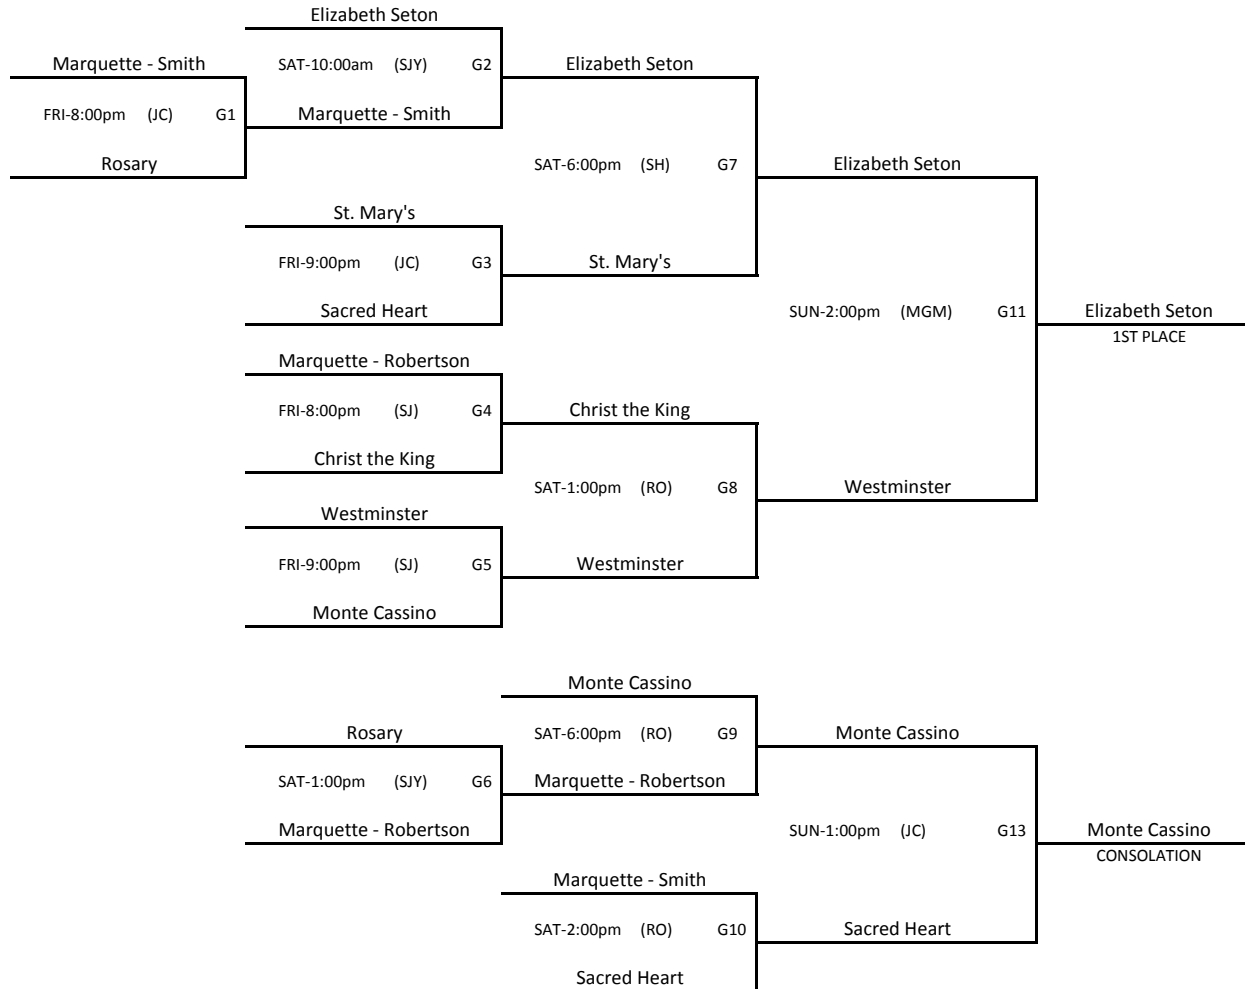 Elizabeth Seton
Marquette - Smith
SAT-10:00am (SJY) G2
Elizabeth Seton
FRI-8:00pm (JC) G1
Marquette - Smith
Rosary
SAT-6:00pm (SH) G7
Elizabeth Seton
St. Mary's
FRI-9:00pm (JC) G3
St. Mary's
Sacred Heart
SUN-2:00pm (MGM) G11
Elizabeth Seton
1ST PLACE
Marquette - Robertson
FRI-8:00pm (SJ) G4
Christ the King
Christ the King
SAT-1:00pm (RO) G8
Westminster
Westminster
FRI-9:00pm (SJ) G5
Westminster
Monte Cassino
Monte Cassino
Rosary
SAT-6:00pm (RO) G9
Monte Cassino
SAT-1:00pm (SJY) G6
Marquette - Robertson
Marquette - Robertson
SUN-1:00pm (JC) G13
Monte Cassino
CONSOLATION
Marquette - Smith
SAT-2:00pm (RO) G10
Sacred Heart
Sacred Heart